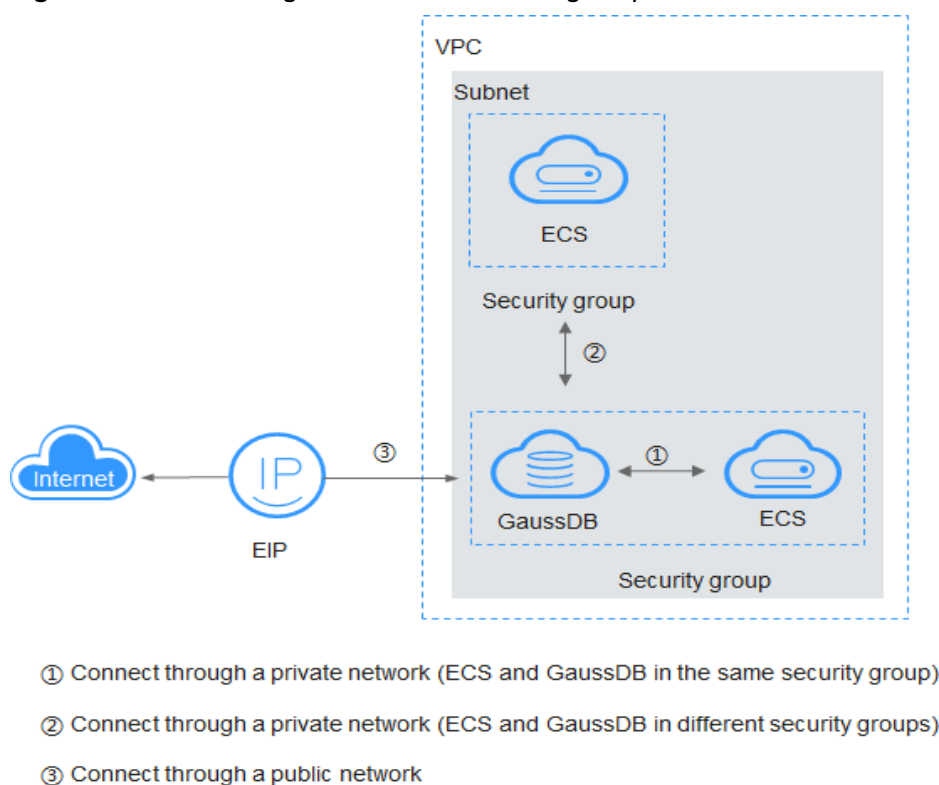 VPC
Subnet
ECS
Security group
②
③
①
Internet
IP
EIP
GaussDB
ECS
Security group
① Connect through a private network (ECS and GaussDB in the same security group)
② Connect through a private network (ECS and GaussDB in different security groups)
③ Connect through a public network